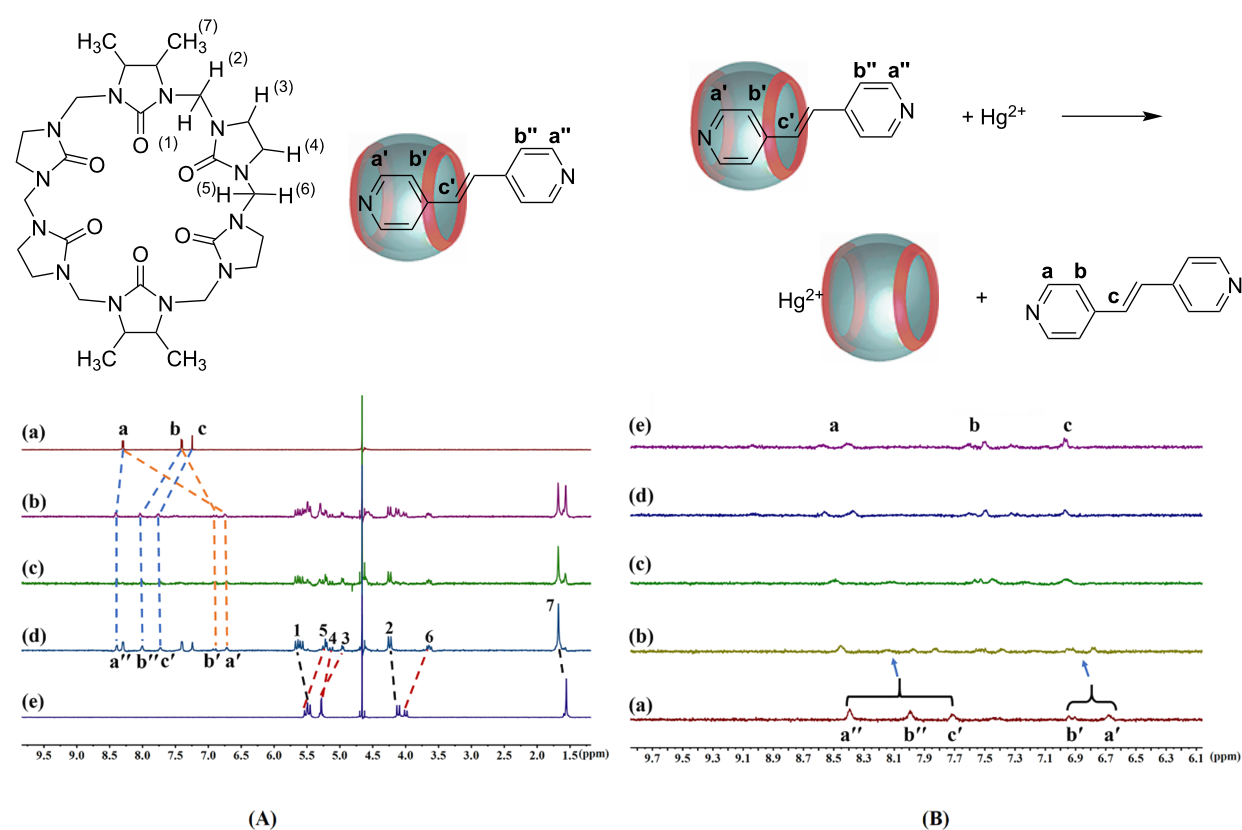 H₃C CH₃ (7)
H (2)
N N H (3)
O H N
(1) O H (4)
N N
O (5) H H (6)
N N
O O
N O N
N N
H₃C CH₃
a' b' c' b'' a''
N N
a' b' c' b'' a''
N N
+ Hg²⁺
Hg²⁺ + a b c
N N
(a) a b c
(b)
(c)
(d) 1 5 4 3 2 6 7
a'' b'' c' b' a'
(e)
9.5 9.0 8.5 8.0 7.5 7.0 6.5 6.0 5.5 5.0 4.5 4.0 3.5 3.0 2.5 2.0 1.5 (ppm)
(A)
(e) a b c
(d)
(c)
(b)
(a)
a'' b'' c' b' a'
9.7 9.5 9.3 9.1 8.9 8.7 8.5 8.3 8.1 7.9 7.7 7.5 7.3 7.1 6.9 6.7 6.5 6.3 6.1 (ppm)
(B)